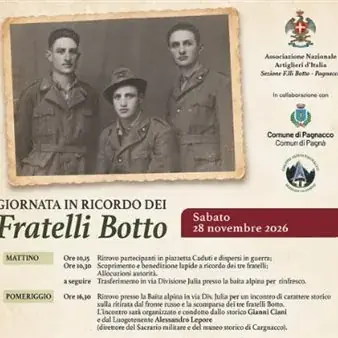 Associazione Nazionale
Artiglieri d'Italia
Sezione F.lli Botto - Pagnacco
In collaborazione con
Comune di Pagnacco
Comun di Pagnà
GIORNATA IN RICORDO DEI
Fratelli Botto
Sabato
28 novembre 2026
MATTINO
Ore 10,15 Ritrovo partecipanti in piazzetta Caduti e dispersi in guerra;
Ore 10,30 Scoprimento e benedizione lapide a ricordo dei tre fratelli;
Allocuzioni autorità.
a seguire Trasferimento in via Divisione Julia presso la baita alpina per rinfresco.
POMERIGGIO
Ore 16,30 Ritrovo presso la Baita alpina in via Div. Julia per un incontro di carattere storico
sulla ritirata dal fronte russo e la scomparsa dei tre fratelli Botto.
L'incontro sarà organizzato e condotto dallo storico Gianni Ciani
e dal Luogotenente Alessandro Lepore
(direttore del Sacrario militare e del museo storico di Cargnacco).